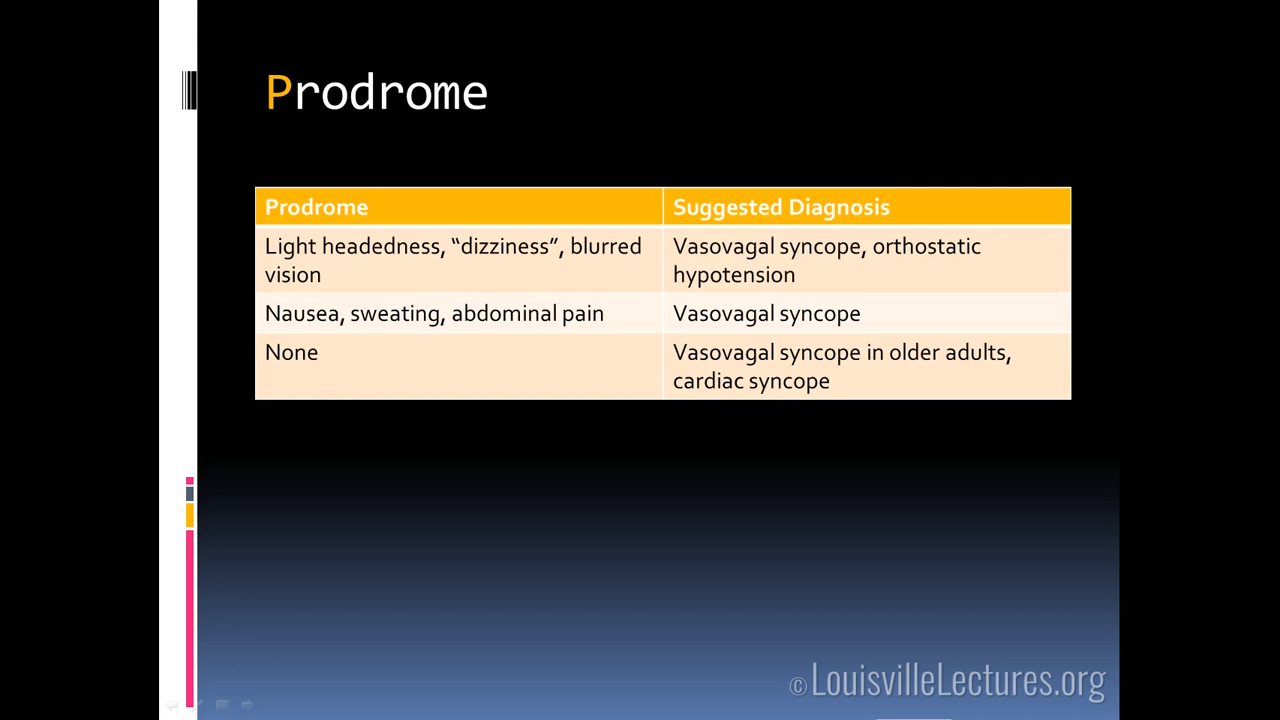 Prodrome
Prodrome
Suggested Diagnosis
Light headedness, “dizziness”, blurred
vision
Vasovagal syncope, orthostatic
hypotension
Nausea, sweating, abdominal pain
Vasovagal syncope
None
Vasovagal syncope in older adults,
cardiac syncope
© LouisvilleLectures.org